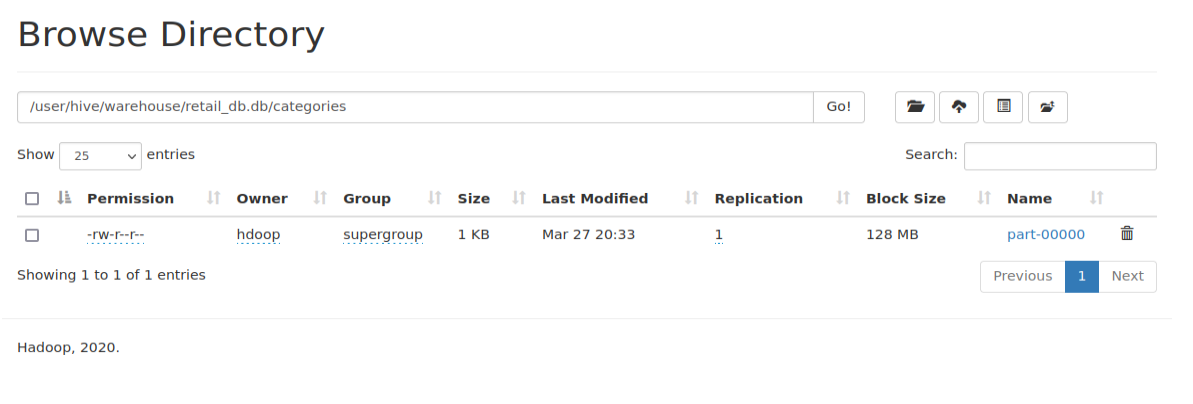 Browse Directory
/user/hive/warehouse/retail_db.db/categories Go!
Show 25 entries Search:
Permission Owner Group Size Last Modified Replication Block Size Name
-rw-r--r-- hdoop supergroup 1 KB Mar 27 20:33 1 128 MB part-00000
Showing 1 to 1 of 1 entries Previous 1 Next
Hadoop, 2020.